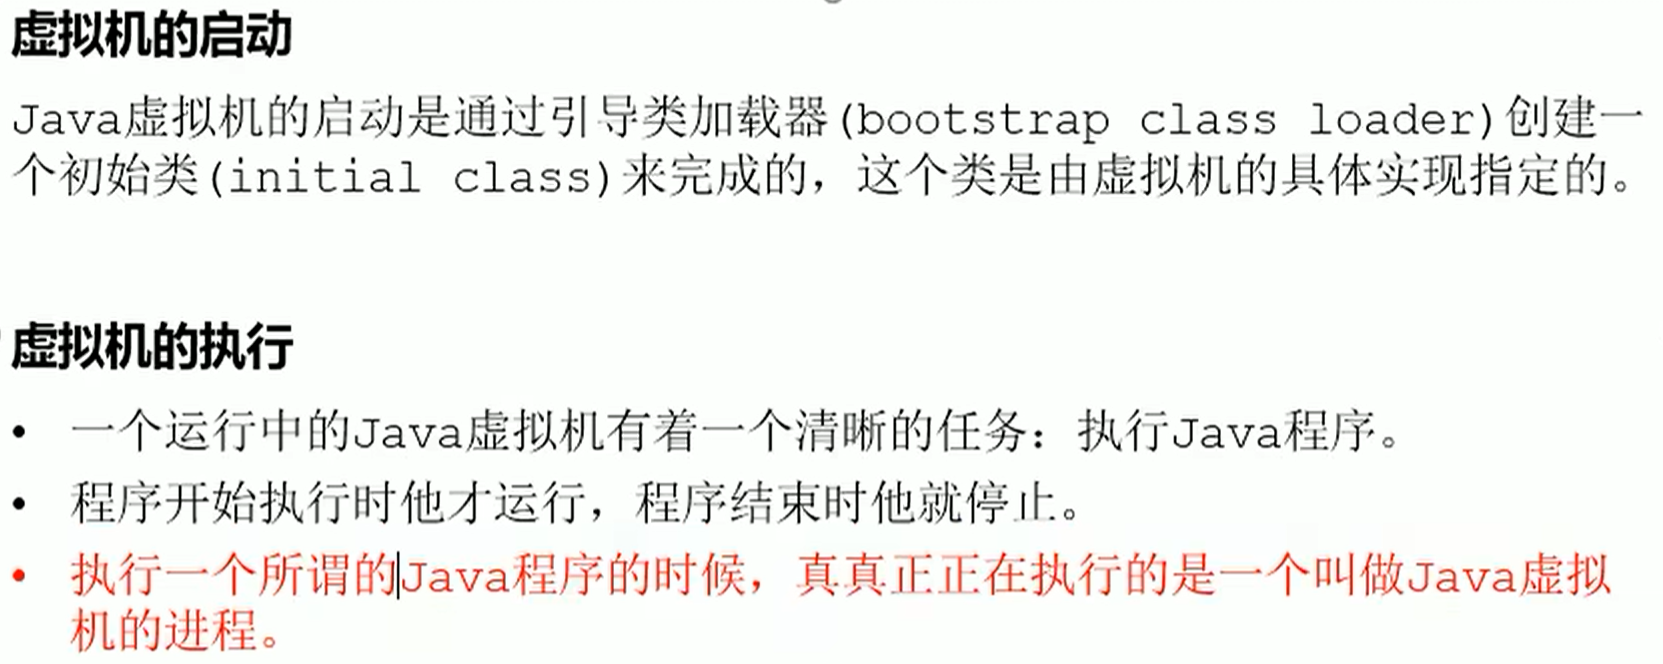 虚拟机的启动
Java虚拟机的启动是通过引导类加载器(bootstrap class loader)创建一
个初始类(initial class)来完成的，这个类是由虚拟机的具体实现指定的。
虚拟机的执行
• 一个运行中的Java虚拟机有着一个清晰的任务：执行Java程序。
• 程序开始执行时他才运行，程序结束时他就停止。
• 执行一个所谓的Java程序的时候，真真正正在执行的是一个叫做Java虚拟
机的进程。